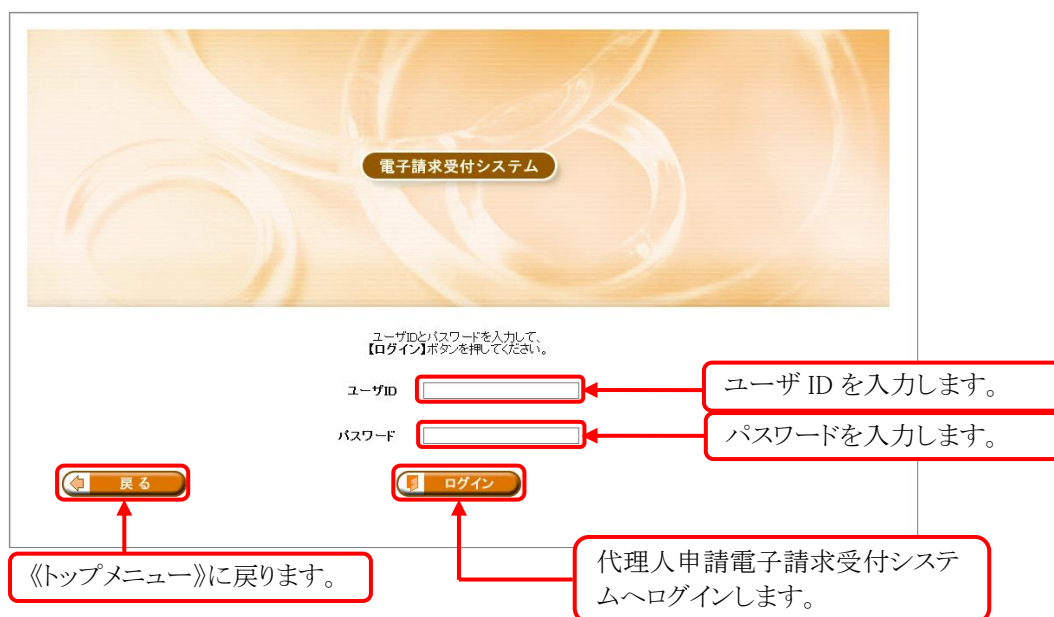 電子請求受付システム
ユーザIDとパスワードを入力して、
【ログイン】ボタンを押してください。
ユーザID
ユーザ ID を入力します。
パスワード
パスワードを入力します。
戻る
ログイン
《トップメニュー》に戻ります。
代理人申請電子請求受付システ
ムへログインします。